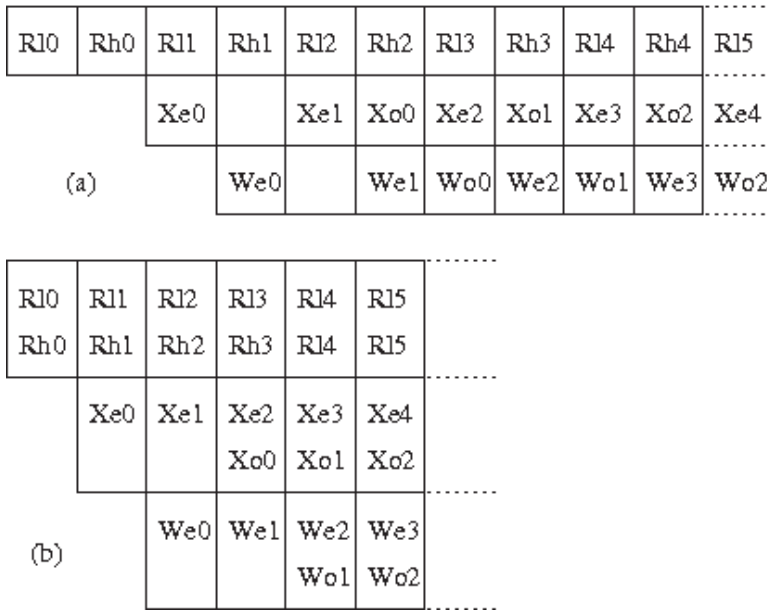 Rl0 Rh0 Rl1 Rh1 Rl2 Rh2 Rl3 Rh3 Rl4 Rh4 Rl5
Xe0 Xe1 Xo0 Xe2 Xo1 Xe3 Xo2 Xe4
(a) We0 We1 Wo0 We2 Wo1 We3 Wo2
Rl0 Rl1 Rl2 Rl3 Rl4 Rl5
Rh0 Rh1 Rh2 Rh3 Rl4 Rl5
Xe0 Xe1 Xe2 Xe3 Xe4
Xo0 Xo1 Xo2
We0 We1 We2 We3
(b)
Wo1 Wo2